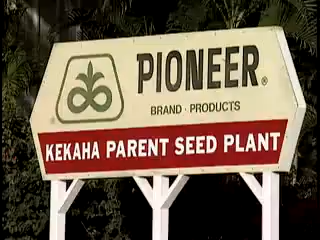 PIONEER®
BRAND · PRODUCTS
KEKAHA PARENT SEED PLANT